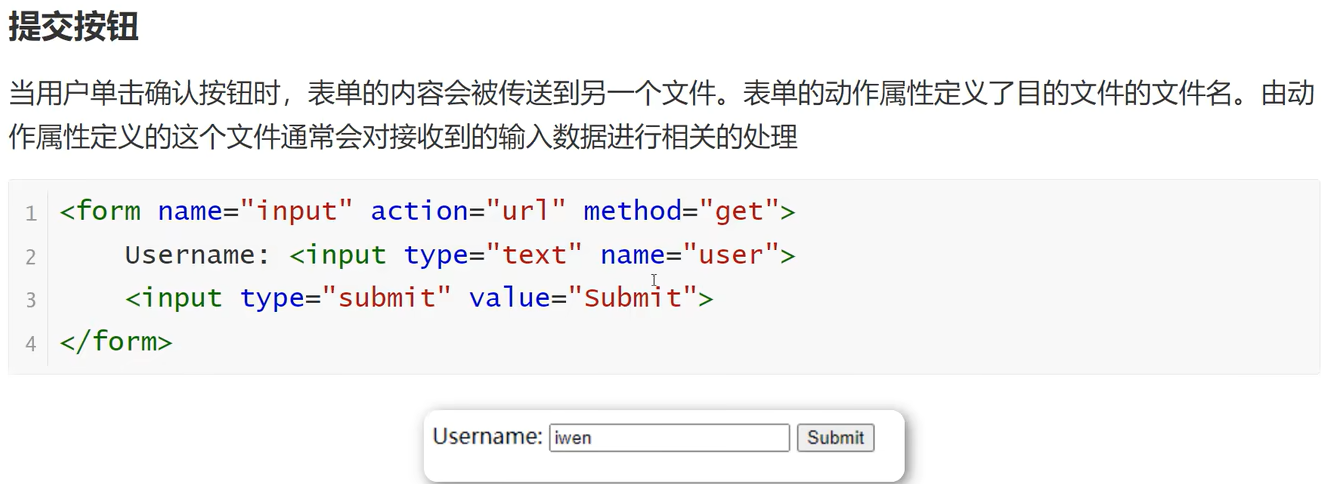 提交按钮
当用户单击确认按钮时，表单的内容会被传送到另一个文件。表单的动作属性定义了目的文件的文件名。由动
作属性定义的这个文件通常会对接收到的输入数据进行相关的处理
1 <form name="input" action="url" method="get">
2     Username: <input type="text" name="user">
3     <input type="submit" value="Submit">
4 </form>
Username: iwen Submit